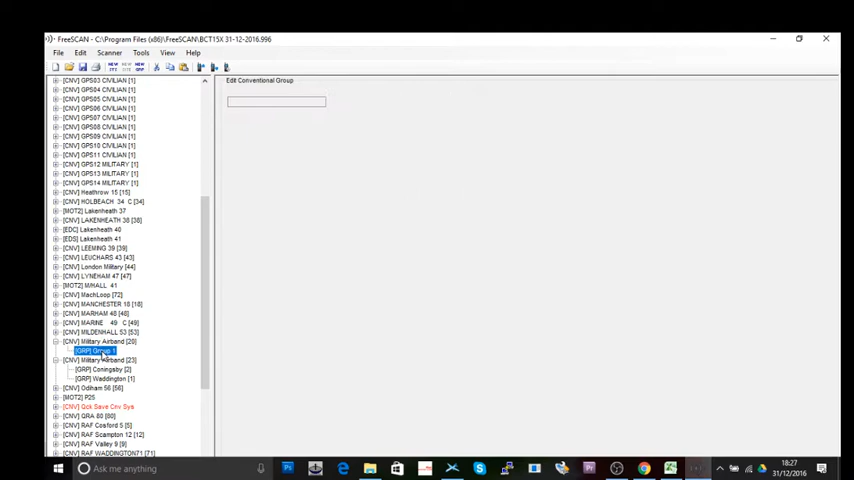 FreeSCAN - C:\Program Files (x86)\FreeSCAN\BCT15X 31-12-2016.996
File Edit Scanner Tools View Help
[CNV] GPS03 CIVILIAN [1]
[CNV] GPS04 CIVILIAN [1]
[CNV] GPS05 CIVILIAN [1]
[CNV] GPS06 CIVILIAN [1]
[CNV] GPS07 CIVILIAN [1]
[CNV] GPS08 CIVILIAN [1]
[CNV] GPS09 CIVILIAN [1]
[CNV] GPS10 CIVILIAN [1]
[CNV] GPS11 CIVILIAN [1]
[CNV] GPS12 MILITARY [1]
[CNV] GPS13 MILITARY [1]
[CNV] GPS14 MILITARY [1]
[CNV] Heathrow 15 [15]
[CNV] HOLBEACH 34 C [34]
[MOT2] Lakenheath 37
[CNV] LAKENHEATH 38 [38]
[EDC] Lakenheath 40
[EDS] Lakenheath 41
[CNV] LEEMING 39 [39]
[CNV] LEUCHARS 43 [43]
[CNV] London Military [44]
[CNV] LYNEHAM 47 [47]
[MOT2] M/HALL 41
[CNV] MachLoop [72]
[CNV] MANCHESTER 18 [18]
[CNV] MARHAM 48 [48]
[CNV] MARINE 49 C [49]
[CNV] MILDENHALL 53 [53]
[CNV] Military Airband [20]
[GRP] Group 1
[CNV] Military Airband [23]
[GRP] Coningsby [2]
[GRP] Waddington [1]
[CNV] Odiham 56 [56]
[MOT2] P25
[CNV] Qck Save Cnv Sys
[CNV] QRA 80 [80]
[CNV] RAF Cosford 5 [5]
[CNV] RAF Scampton 12 [12]
[CNV] RAF Valley 9 [9]
[CNV] RAF WADDINGTON71 [71]
Edit Conventional Group
Ask me anything
18:27
31/12/2016